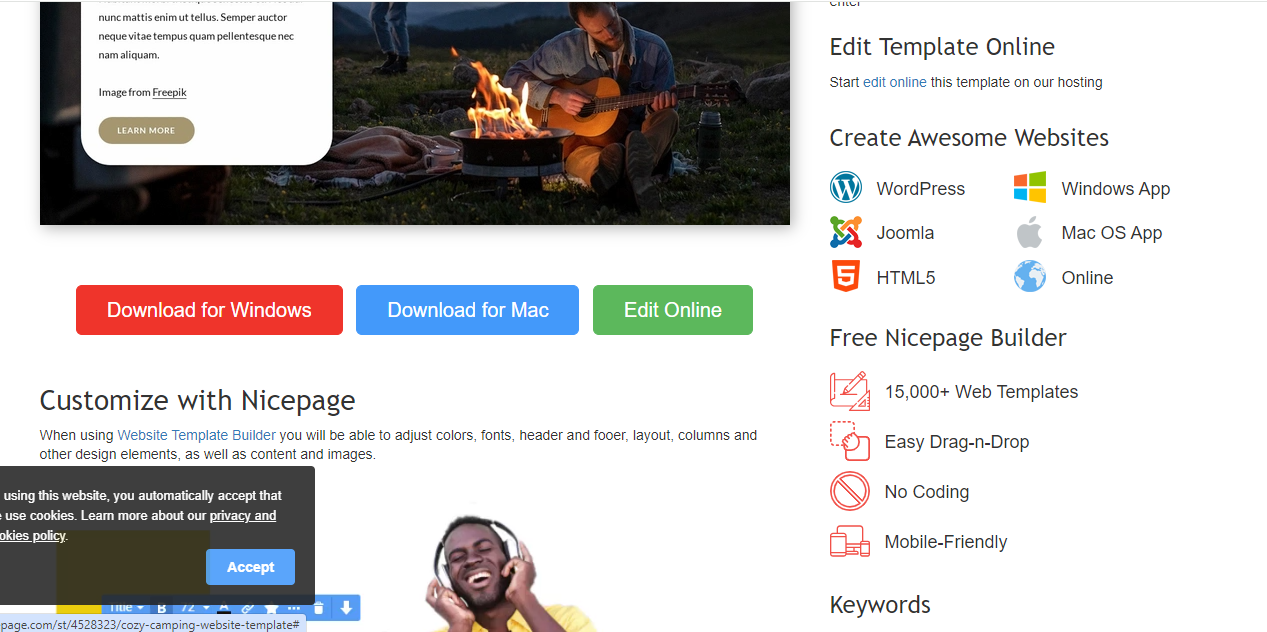 nunc mattis enim ut tellus. Semper auctor
neque vitae tempus quam pellentesque nec
nam aliquam.
Image from Freepik
LEARN MORE
Download for Windows
Download for Mac
Edit Online
Customize with Nicepage
When using Website Template Builder you will be able to adjust colors, fonts, header and fooer, layout, columns and
other design elements, as well as content and images.
using this website, you automatically accept that
use cookies. Learn more about our privacy and
okies policy.
Accept
Title B 72 A
page.com/st/4528323/cozy-camping-website-template#
enter
Edit Template Online
Start edit online this template on our hosting
Create Awesome Websites
WordPress
Windows App
Joomla
Mac OS App
5
HTML5
Online
Free Nicepage Builder
15,000+ Web Templates
Easy Drag-n-Drop
No Coding
Mobile-Friendly
Keywords